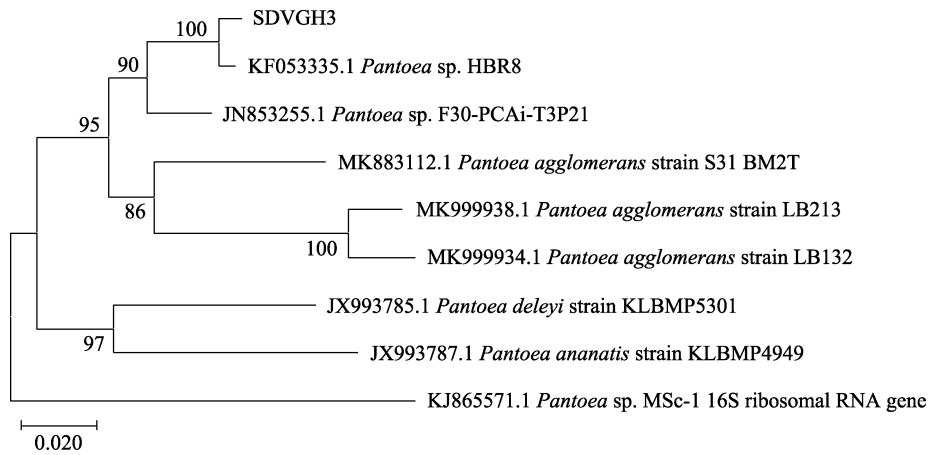 SDVGH3
100
KF053335.1 Pantoea sp. HBR8
90
JN853255.1 Pantoea sp. F30-PCAi-T3P21
95
MK883112.1 Pantoea agglomerans strain S31 BM2T
86
MK999938.1 Pantoea agglomerans strain LB213
100
MK999934.1 Pantoea agglomerans strain LB132
JX993785.1 Pantoea deleyi strain KLBMP5301
97
JX993787.1 Pantoea ananatis strain KLBMP4949
KJ865571.1 Pantoea sp. MSc-1 16S ribosomal RNA gene
0.020